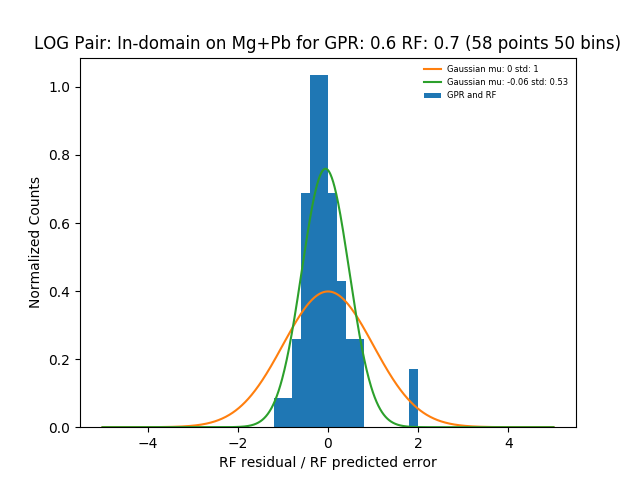 LOG Pair: In-domain on Mg+Pb for GPR: 0.6 RF: 0.7 (58 points 50 bins)
Gaussian mu: 0 std: 1
Gaussian mu: -0.06 std: 0.53
GPR and RF
Normalized Counts
1.0
0.8
0.6
0.4
0.2
0.0
−4 −2 0 2 4
RF residual / RF predicted error